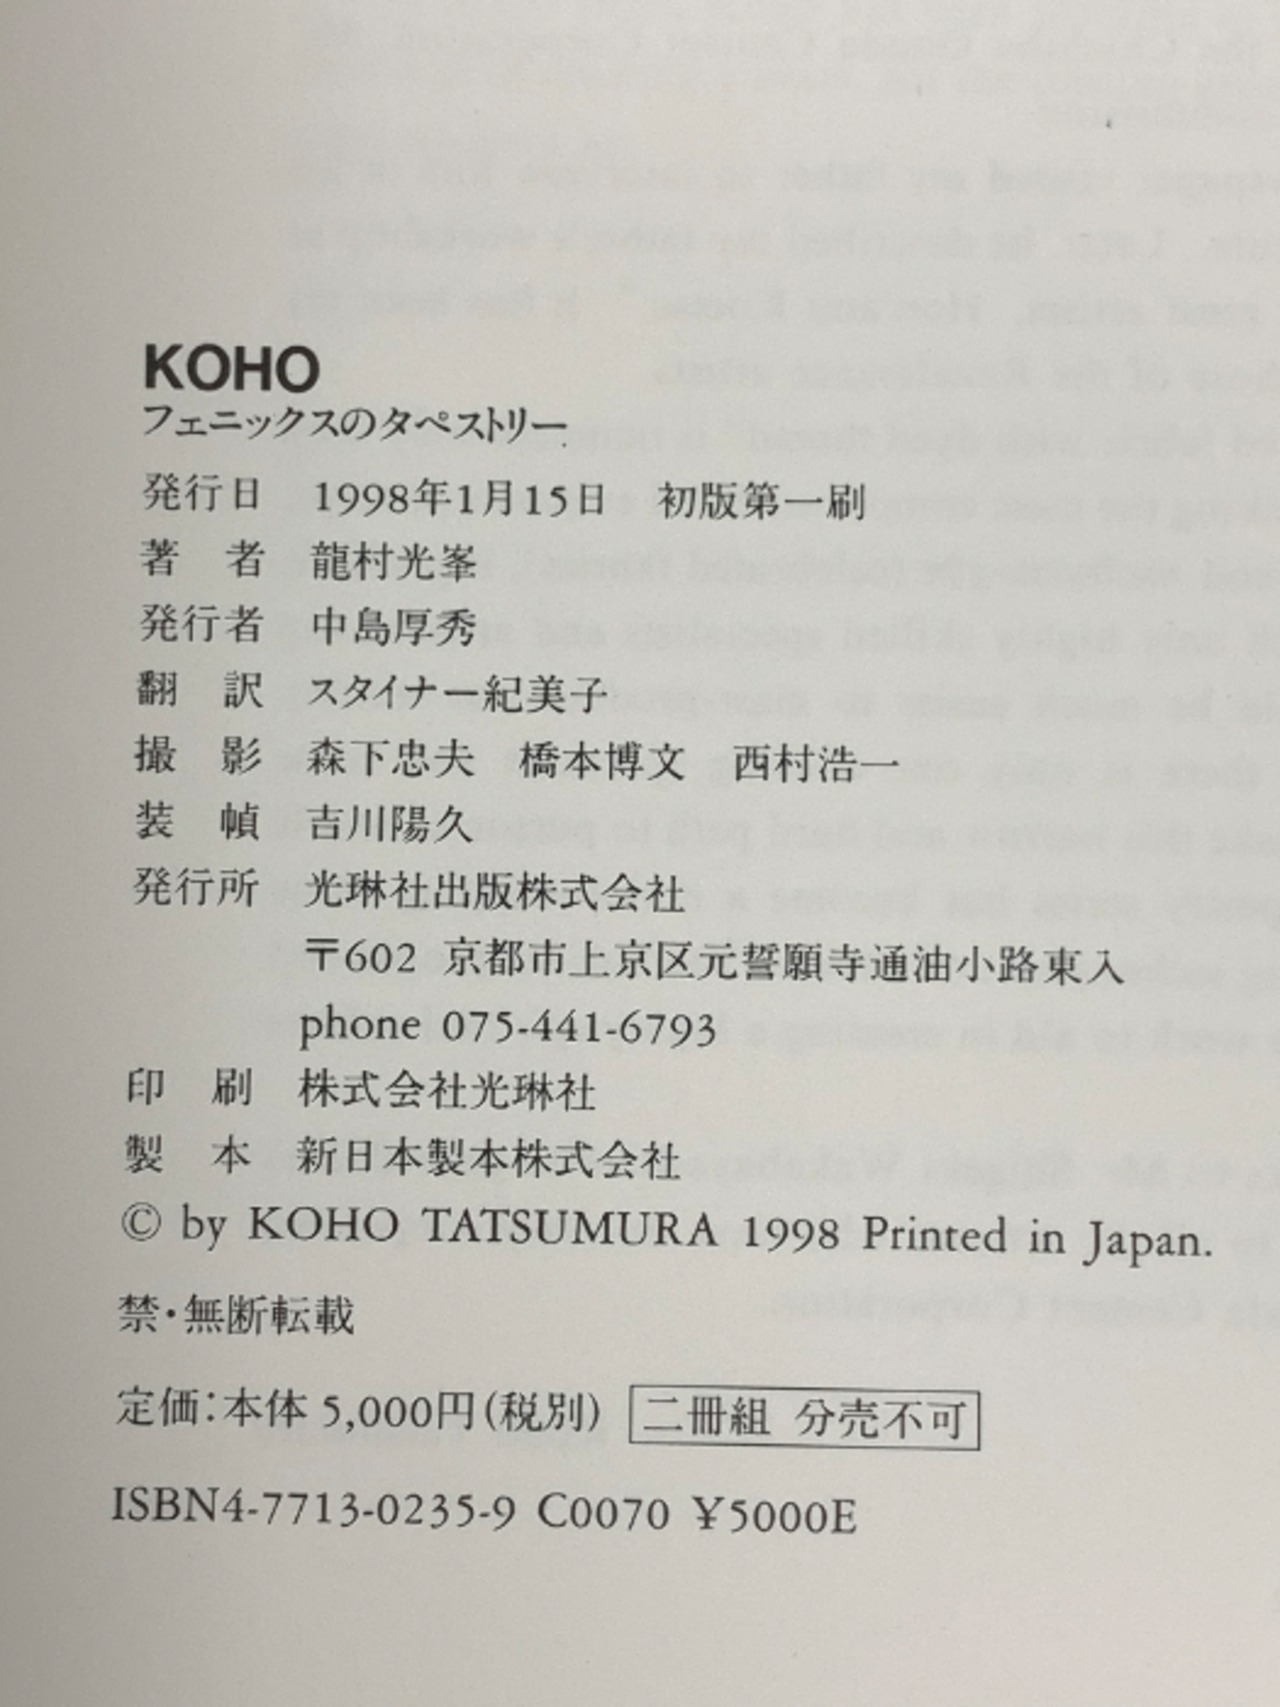 KOHO
フェニックスのタペストリー
発行日 1998年1月15日 初版第一刷
著 者 龍村光峯
発行者 中島厚秀
翻 訳 スタイナー紀美子
撮 影 森下忠夫 橋本博文 西村浩一
装 幀 吉川陽久
発行所 光琳社出版株式会社
〒602 京都市上京区元誓願寺通油小路東入
phone 075-441-6793
印 刷 株式会社光琳社
製 本 新日本製本株式会社
© by KOHO TATSUMURA 1998 Printed in Japan.
禁・無断転載
定価：本体 5,000円（税別） 二冊組 分売不可
ISBN4-7713-0235-9 C0070 ¥5000E